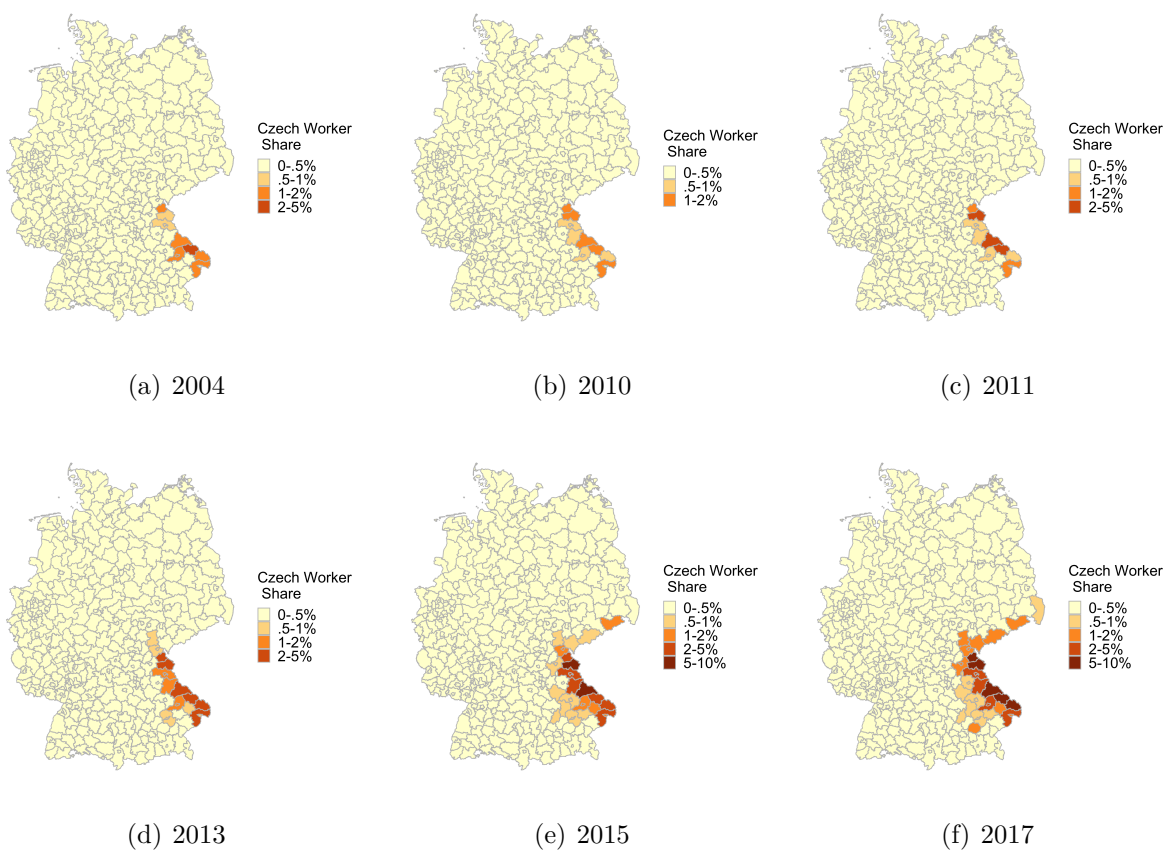 Czech Worker
Share
0-.5%
.5-1%
1-2%
2-5%
(a) 2004
Czech Worker
Share
0-.5%
.5-1%
1-2%
(b) 2010
Czech Worker
Share
0-.5%
.5-1%
1-2%
2-5%
(c) 2011
Czech Worker
Share
0-.5%
.5-1%
1-2%
2-5%
(d) 2013
Czech Worker
Share
0-.5%
.5-1%
1-2%
2-5%
5-10%
(e) 2015
Czech Worker
Share
0-.5%
.5-1%
1-2%
2-5%
5-10%
(f) 2017